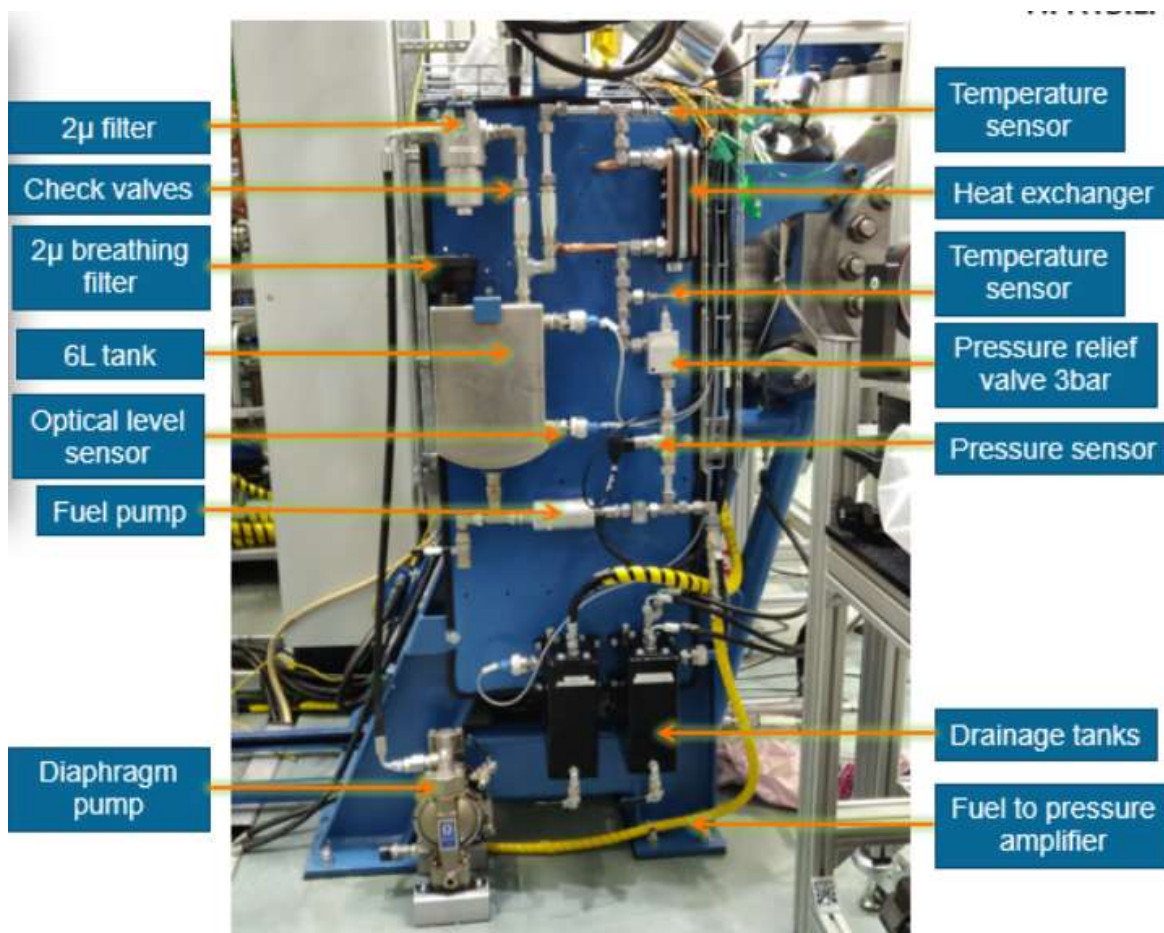 2μ filter
Check valves
2μ breathing
filter
6L tank
Optical level
sensor
Fuel pump
Diaphragm
pump
Temperature
sensor
Heat exchanger
Temperature
sensor
Pressure relief
valve 3bar
Pressure sensor
Drainage tanks
Fuel to pressure
amplifier